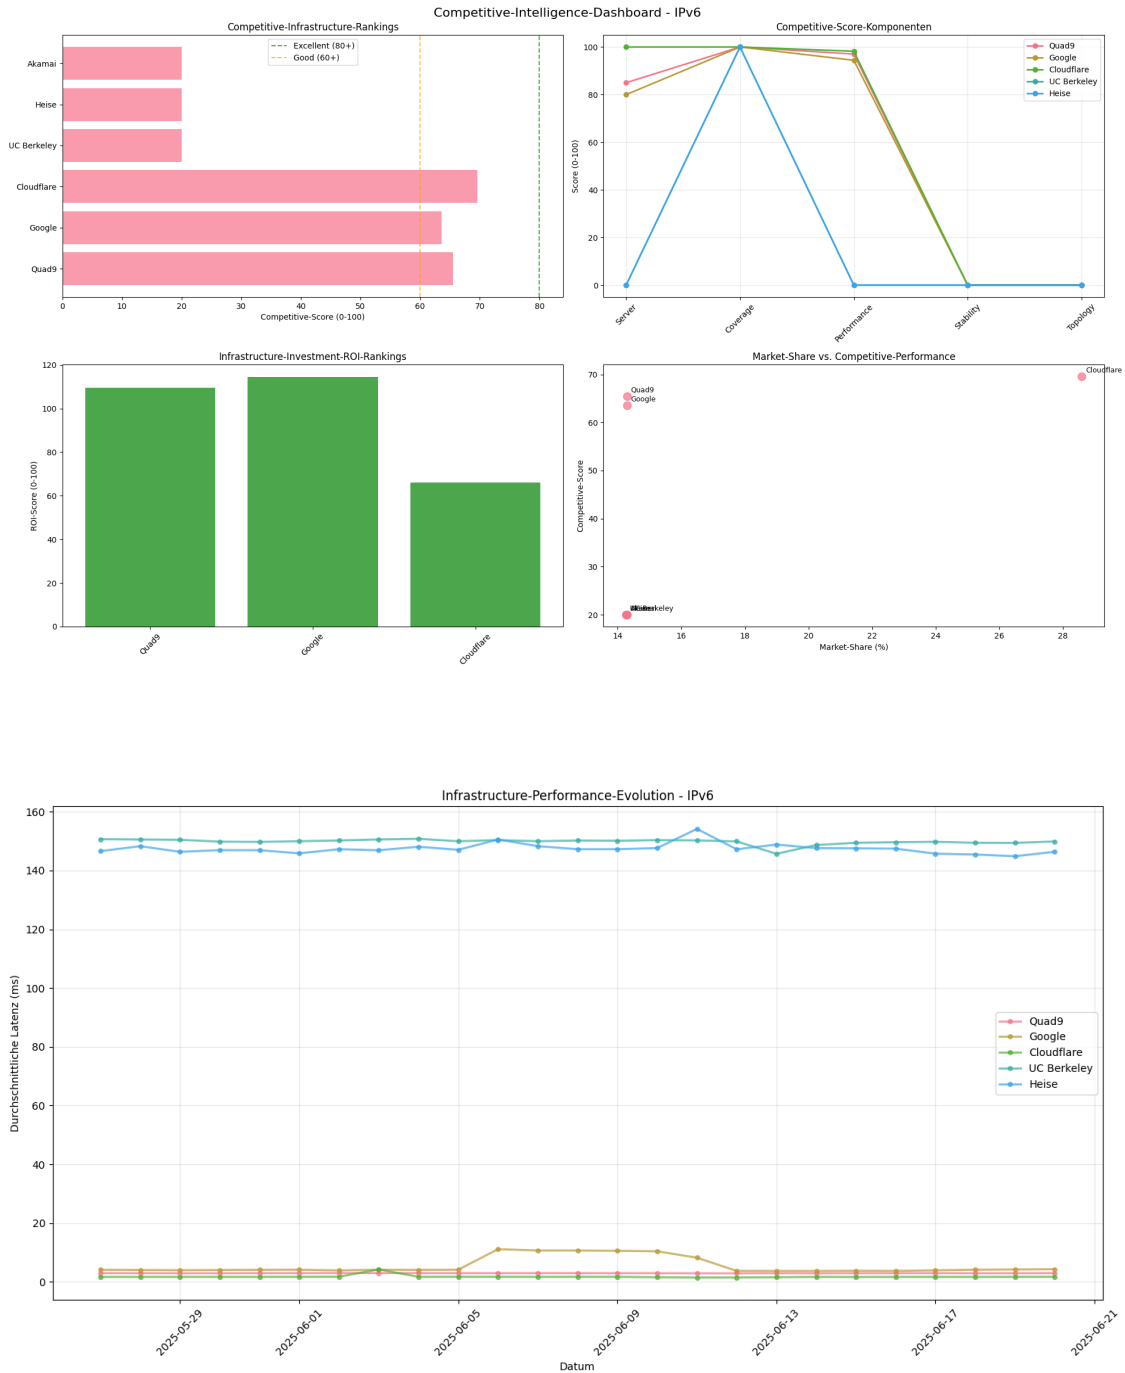 Competitive-Intelligence-Dashboard - IPv6
Competitive-Infrastructure-Rankings
Akamai
Heise
UC Berkeley
Cloudflare
Google
Quad9
Excellent (80+)
Good (60+)
0 10 20 30 40 50 60 70 80
Competitive-Score (0-100)
Competitive-Score-Komponenten
Score (0-100)
100
80
60
40
20
0
Quad9
Google
Cloudflare
UC Berkeley
Heise
Server Coverage Performance Stability Topology
Infrastructure-Investment-ROI-Rankings
ROI-Score (0-100)
120
100
80
60
40
20
0
Quad9 Google Cloudflare
Market-Share vs. Competitive-Performance
Competitive-Score
70
60
50
40
30
20
Cloudflare
Quad9
Google
Berkeley
14 16 18 20 22 24 26 28
Market-Share (%)
Infrastructure-Performance-Evolution - IPv6
Durchschnittliche Latenz (ms)
160
140
120
100
80
60
40
20
0
Quad9
Google
Cloudflare
UC Berkeley
Heise
2025-05-29 2025-06-01 2025-06-05 2025-06-09 2025-06-13 2025-06-17 2025-06-21
Datum